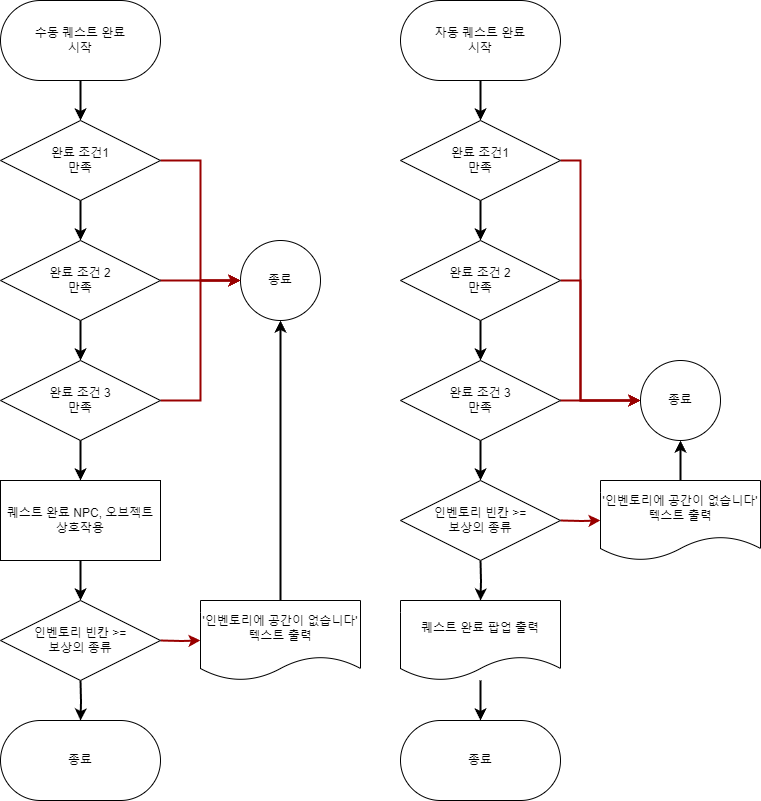 수동 퀘스트 완료
시작
완료 조건1
만족
완료 조건 2
만족
종료
완료 조건 3
만족
퀘스트 완료 NPC, 오브젝트
상호작용
인벤토리 빈칸 >=
보상의 종류
'인벤토리에 공간이 없습니다'
텍스트 출력
종료
자동 퀘스트 완료
시작
완료 조건1
만족
완료 조건 2
만족
완료 조건 3
만족
종료
인벤토리 빈칸 >=
보상의 종류
'인벤토리에 공간이 없습니다'
텍스트 출력
퀘스트 완료 팝업 출력
종료